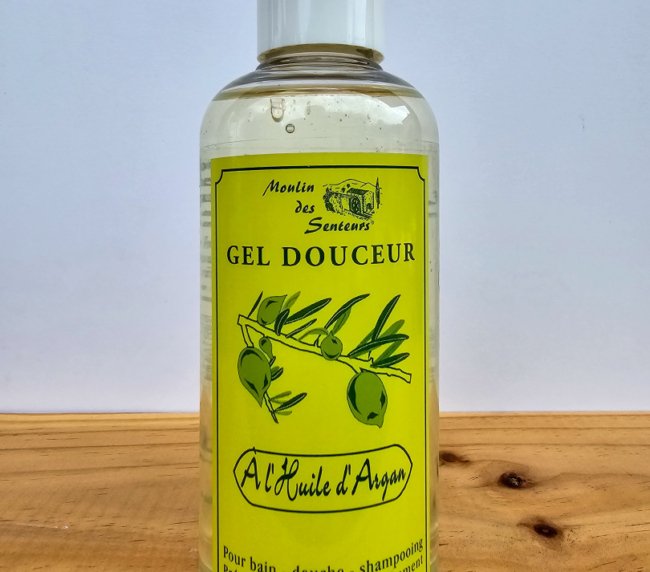 Moulin
des
Senteurs
GEL DOUCEUR
À l'Huile d'Argan
Pour bain - douche - shampooing